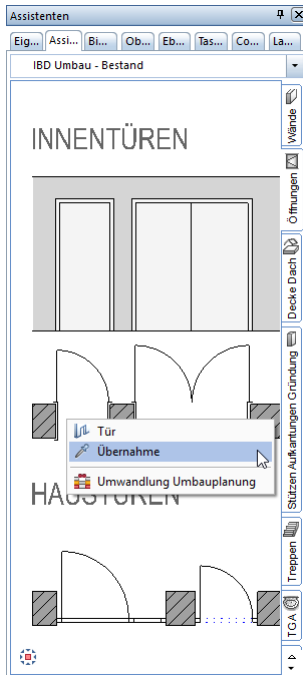 Assistenten
Eig... Assi... Bi... Ob... Eb... Tas... Co... La...
IBD Umbau - Bestand
INNENTÜREN
Tür
Übernahme
Umwandlung Umbauplanung
HAUSTÜREN
Wände
Öffnungen
Decke Dach
Stützen Aufkantungen Gründung
Treppen
TGA